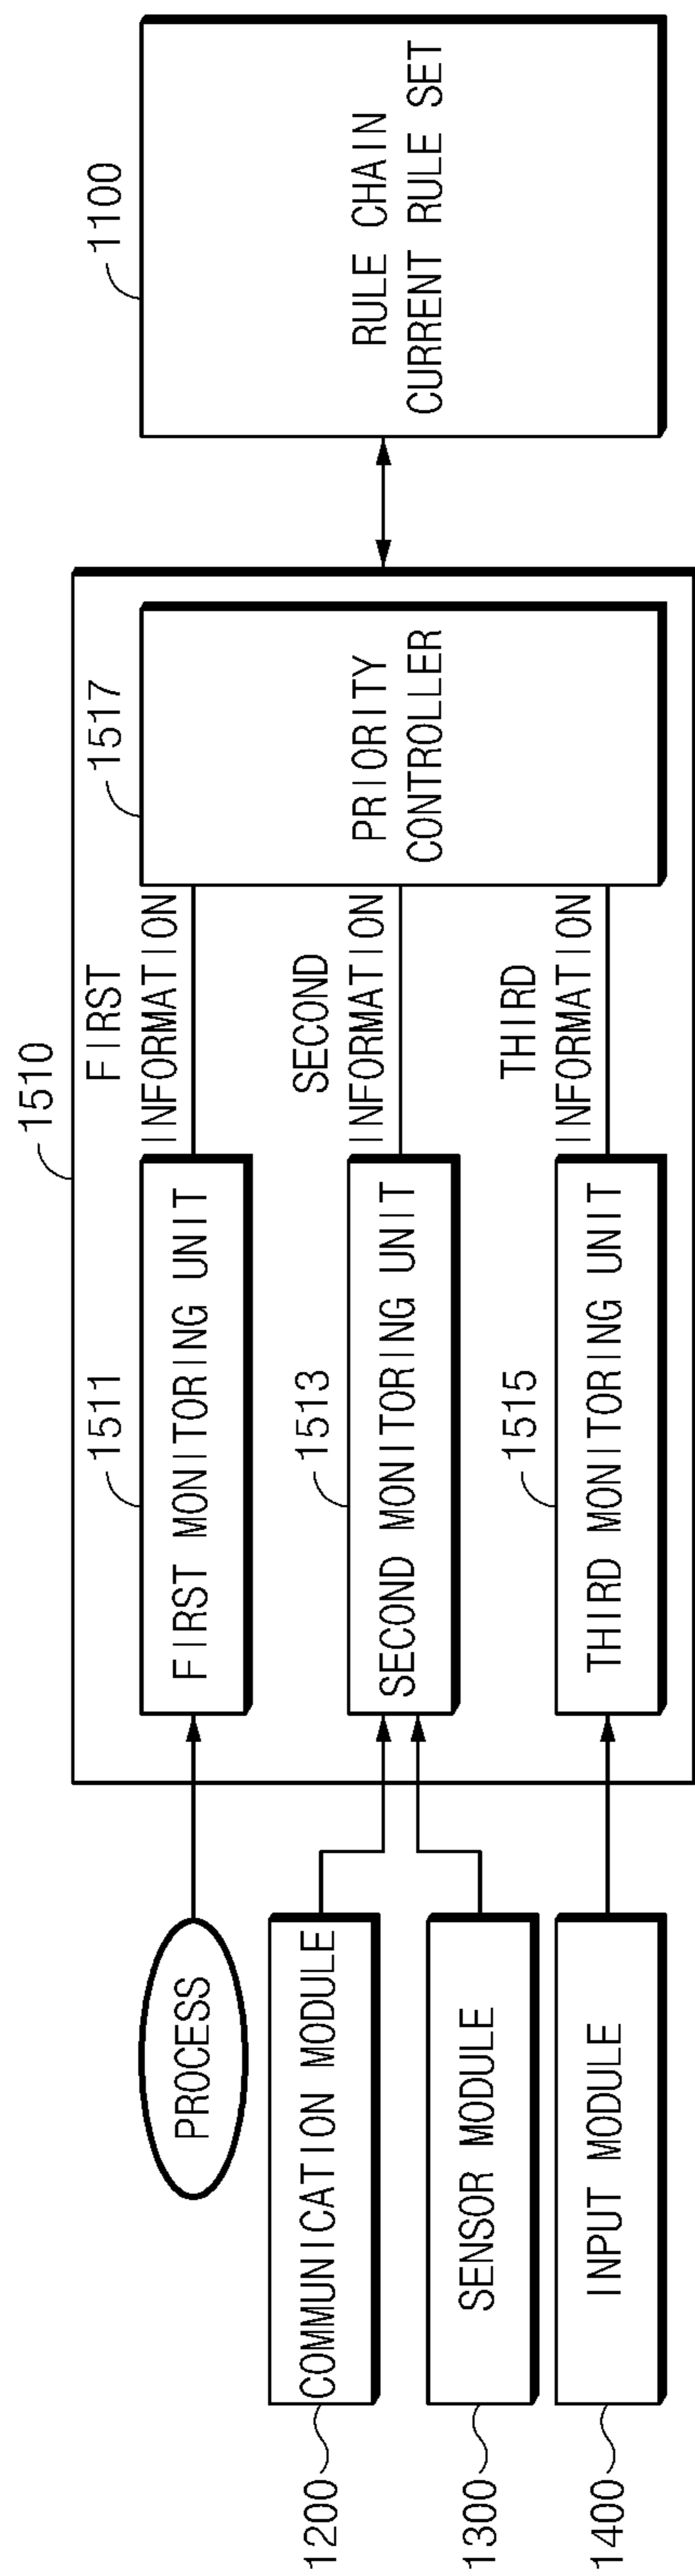 1510
1511
FIRST MONITORING UNIT
FIRST
INFORMATION
1513
SECOND MONITORING UNIT
SECOND
INFORMATION
1515
THIRD MONITORING UNIT
THIRD
INFORMATION
1517
PRIORITY
CONTROLLER
1100
RULE CHAIN
CURRENT RULE SET
PROCESS
1200
COMMUNICATION MODULE
1300
SENSOR MODULE
1400
INPUT MODULE